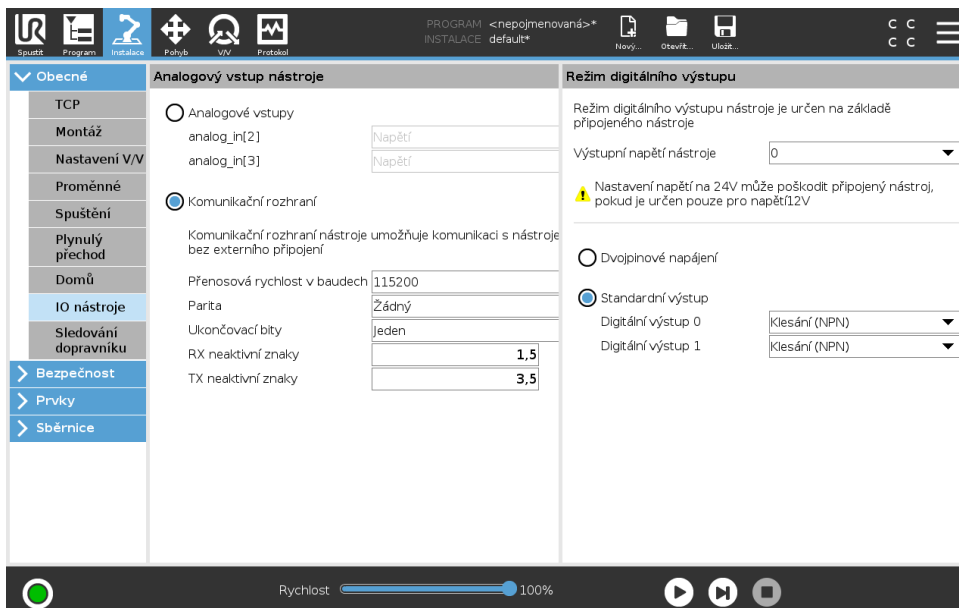 UR
Spustit
Program
Instalace
Pohyb
V/V
Protokol
PROGRAM <nepojmenovaná>*
INSTALACE default*
Nový...
Otevřít...
Uložit...
C C
C C
Obecné
TCP
Montáž
Nastavení V/V
Proměnné
Spuštění
Plynulý
přechod
Domů
IO nástroje
Sledování
dopravníku
Bezpečnost
Prvky
Sběrnice
Analogový vstup nástroje
Analogové vstupy
analog_in[2] Napětí
analog_in[3] Napětí
Komunikační rozhraní
Komunikační rozhraní nástroje umožňuje komunikaci s nástroje
bez externího připojení
Přenosová rychlost v baudech 115200
Parita Žádný
Ukončovací bity Jeden
RX neaktivní znaky 1,5
TX neaktivní znaky 3,5
Režim digitálního výstupu
Režim digitálního výstupu nástroje je určen na základě
připojeného nástroje
Výstupní napětí nástroje 0
Nastavení napětí na 24V může poškodit připojený nástroj,
pokud je určen pouze pro napětí12V
Dvojpinové napájení
Standardní výstup
Digitální výstup 0 Klesání (NPN)
Digitální výstup 1 Klesání (NPN)
Rychlost 100%